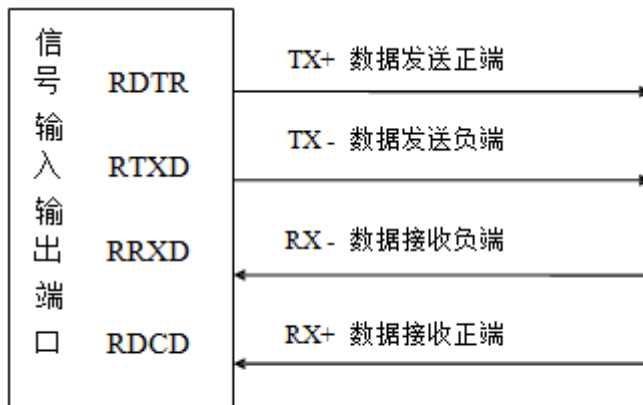 信号输入输出端口
RDTR
TX+ 数据发送正端
RTXD
TX- 数据发送负端
RRXD
RX- 数据接收负端
RDCD
RX+ 数据接收正端